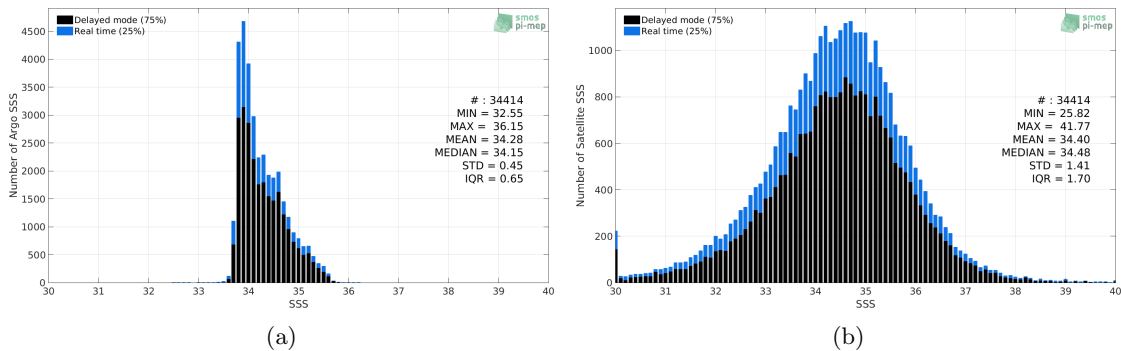 Delayed mode (75%)
Real time (25%)
smos
pi-mep
# : 34414
MIN = 32.55
MAX = 36.15
MEAN = 34.28
MEDIAN = 34.15
STD = 0.45
IQR = 0.65
Number of Argo SSS
4500
4000
3500
3000
2500
2000
1500
1000
500
0
30 31 32 33 34 35 36 37 38 39 40
SSS
(a)
Delayed mode (75%)
Real time (25%)
smos
pi-mep
# : 34414
MIN = 25.82
MAX = 41.77
MEAN = 34.40
MEDIAN = 34.48
STD = 1.41
IQR = 1.70
Number of Satellite SSS
1000
800
600
400
200
0
30 31 32 33 34 35 36 37 38 39 40
SSS
(b)